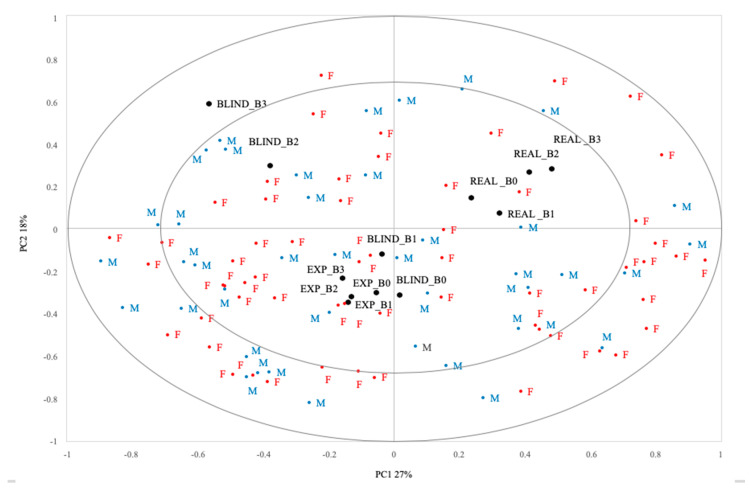 1
0.8
F
M
F
F
0.6
BLIND_B3
M
M
M
F
F
F
M
BLIND_B2
REAL_B3
0.4
M
M
M
F
REAL_B2
F
M
M
F
F
REAL_B0
F
F
0.2
F
M
F
F
M
M
M
REAL_B1
F
M
0
F
F
M
F
F
F
BLIND_B1
M
M
F
M
F
M
M
F
M
F
F
F
F
-0.2
M
EXP_B3
F
F
M
M
M
F
F
F
EXP_B2
EXP_B0
BLIND_B0
M
F
F
F
M
F
F
EXP_B1
F
F
-0.4
M
M
F
M
F
F
F
M
F
F
F
M
F
M
M
M
F
F
-0.6
F
M
F
M
M
F
F
F
F
F
M
F
M
M
F
-0.8
-1
-1
-0.8
-0.6
-0.4
-0.2
0
0.2
0.4
0.6
0.8
1
PC2 18%
PC1 27%